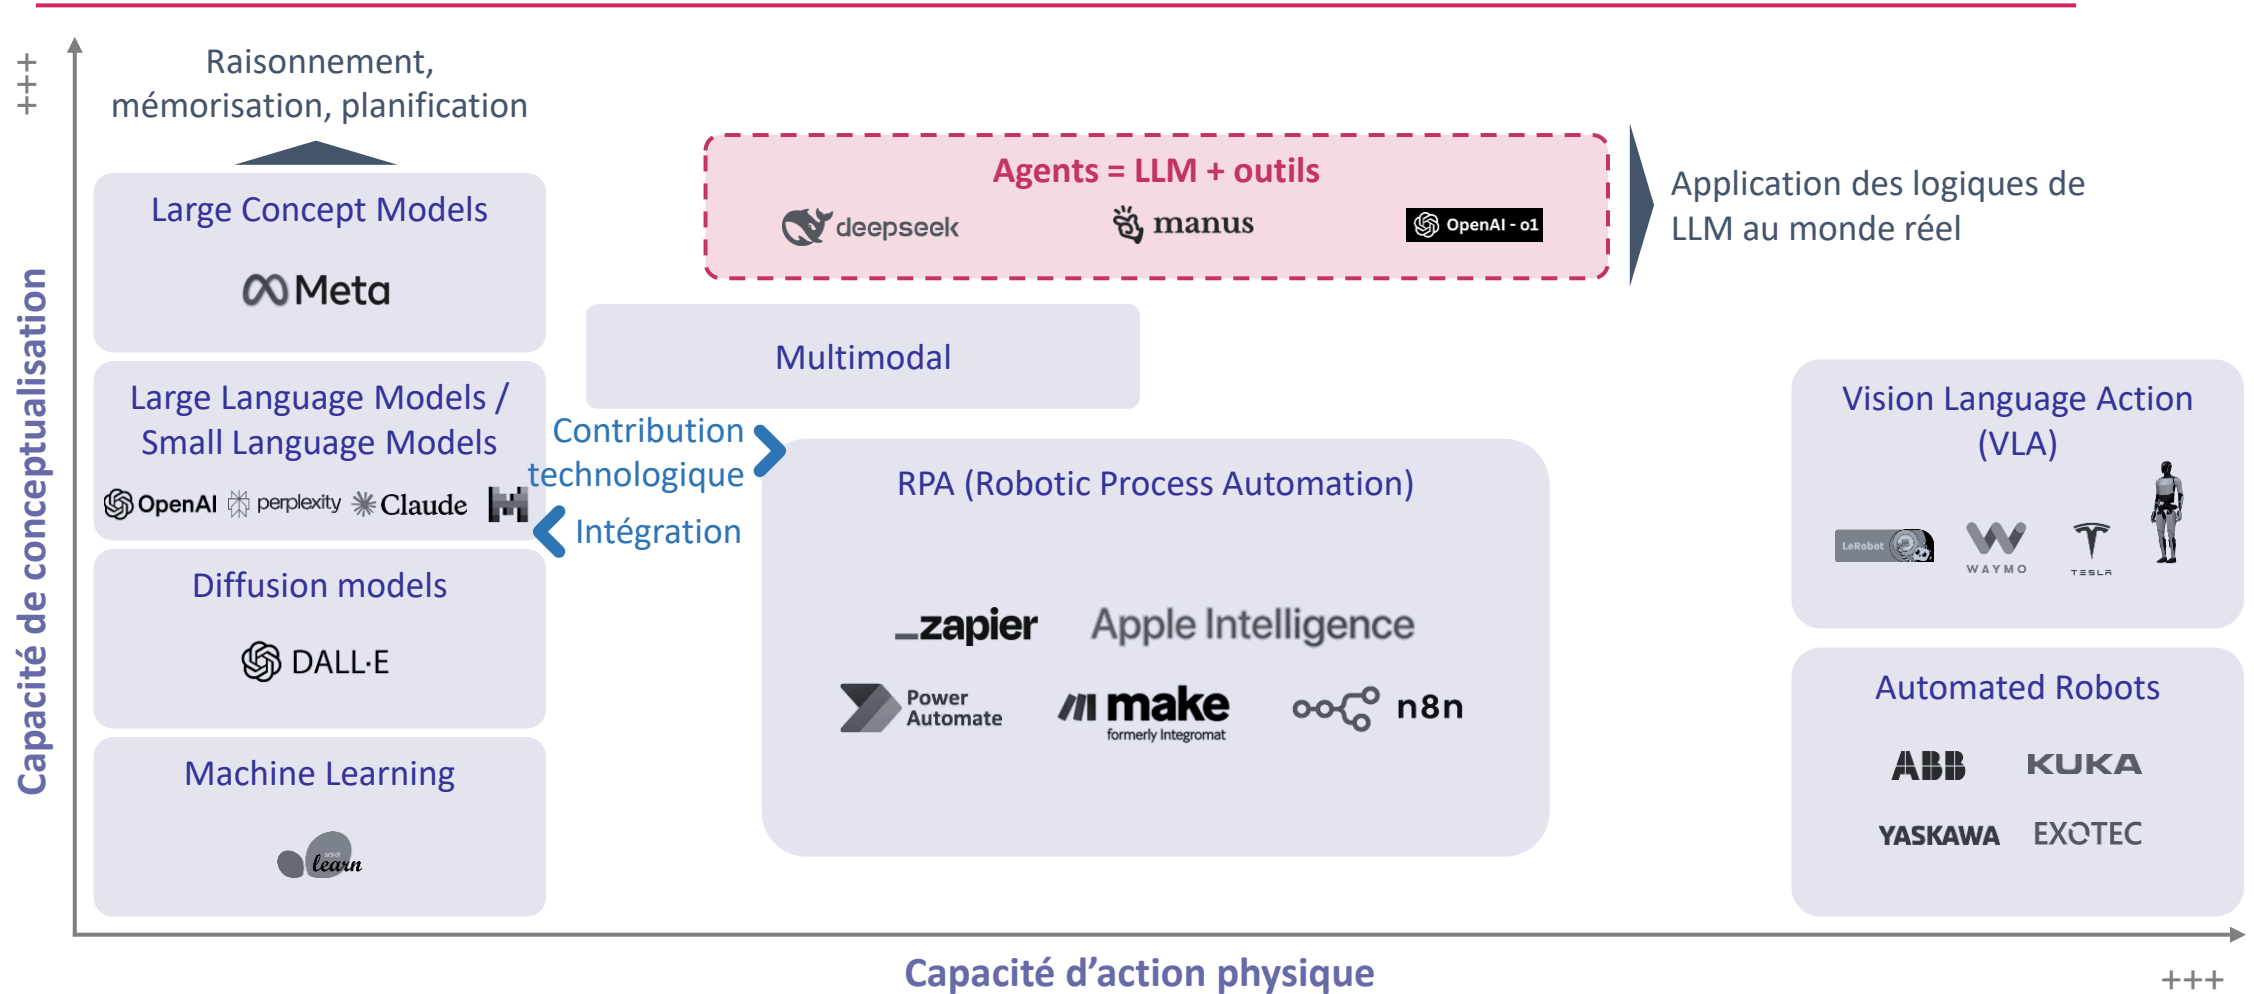 +++
Raisonnement,
mémorisation, planification
Capacité de conceptualisation
Large Concept Models
Meta
Large Language Models /
Small Language Models
OpenAI perplexity Claude
Diffusion models
DALL·E
Machine Learning
learn
Agents = LLM + outils
deepseek manus OpenAI - o1
Application des logiques de
LLM au monde réel
Multimodal
Contribution
technologique
Intégration
RPA (Robotic Process Automation)
_zapier Apple Intelligence
Power
Automate
make
formerly Integromat
n8n
Vision Language Action
(VLA)
LeRobot WAYMO TESLA
Automated Robots
ABB KUKA
YASKAWA EXOTEC
Capacité d’action physique
+++